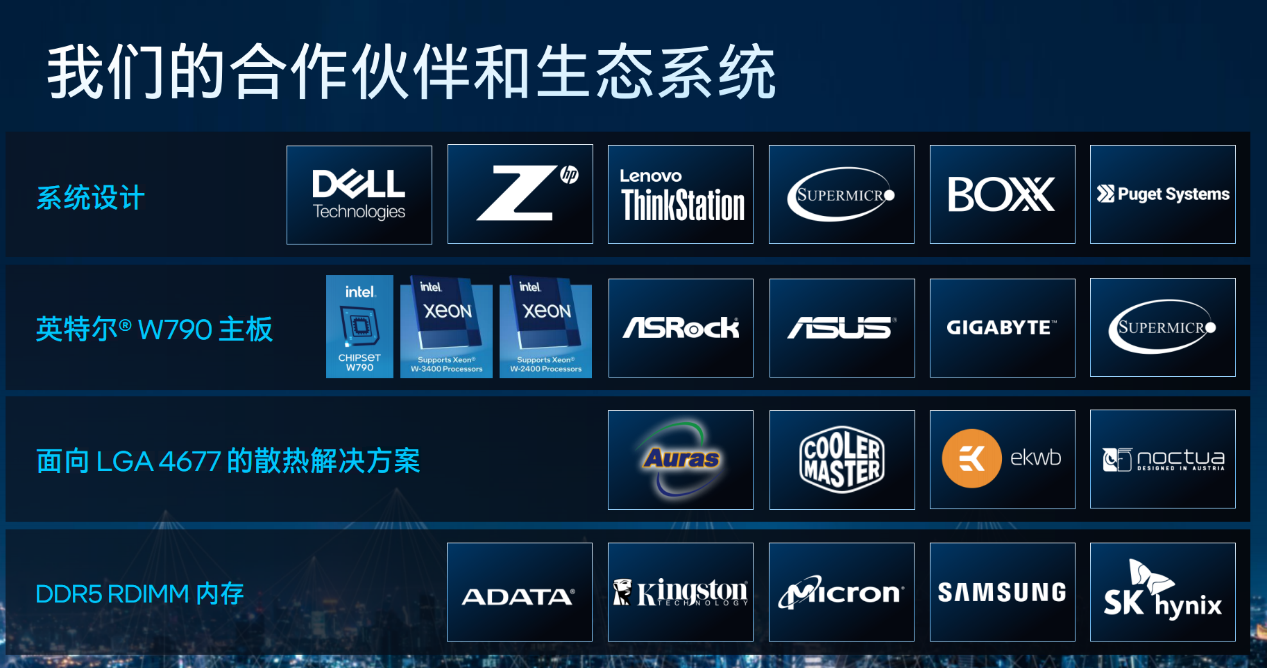 我们的合作伙伴和生态系统
系统设计
DELL
Technologies
Z hp
Lenovo
ThinkStation
SUPERMICRO
BOXX
Puget Systems
英特尔® W790 主板
intel.
CHIPSET
W790
intel.
XEON
Supports Xeon®
W-3400 Processors
intel.
XEON
Supports Xeon®
W-2400 Processors
ASRock
ASUS
GIGABYTE™
SUPERMICRO
面向 LGA 4677 的散热解决方案
Auras
COOLER
MASTER
ekwb
noctua
DESIGNED IN AUSTRIA
DDR5 RDIMM 内存
ADATA®
Kingston
TECHNOLOGY
Micron®
SAMSUNG
SK hynix